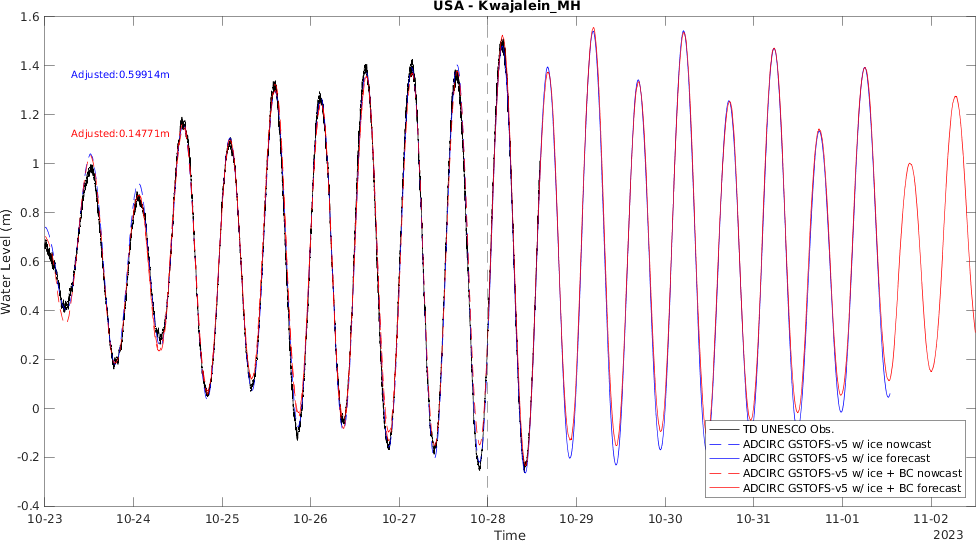 USA - Kwajalein_MH
1.6
1.4
1.2
1
0.8
0.6
0.4
0.2
0
-0.2
-0.4
Water Level (m)
Adjusted:0.59914m
Adjusted:0.14771m
TD UNESCO Obs.
ADCIRC GSTOFS-v5 w/ ice nowcast
ADCIRC GSTOFS-v5 w/ ice forecast
ADCIRC GSTOFS-v5 w/ ice + BC nowcast
ADCIRC GSTOFS-v5 w/ ice + BC forecast
10-23 10-24 10-25 10-26 10-27 10-28 10-29 10-30 10-31 11-01 11-02
Time
2023